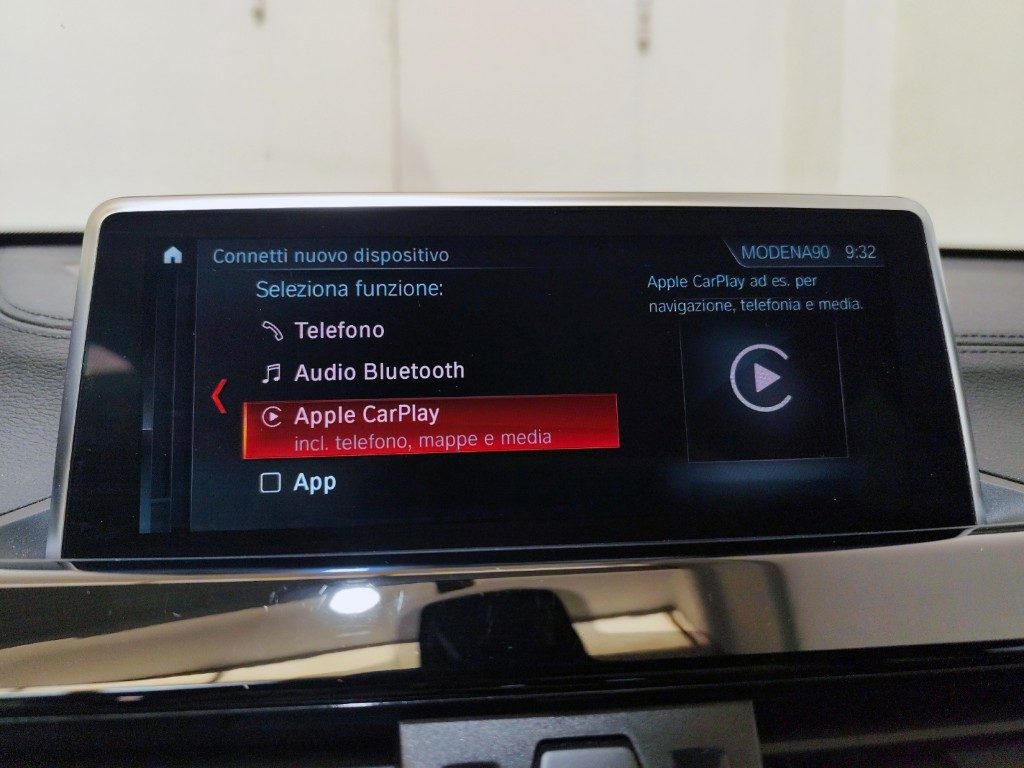 Connetti nuovo dispositivo
MODENA90 9:32
Seleziona funzione:
Telefono
Audio Bluetooth
Apple CarPlay
incl. telefono, mappe e media
App
Apple CarPlay ad es. per
navigazione, telefonia e media.